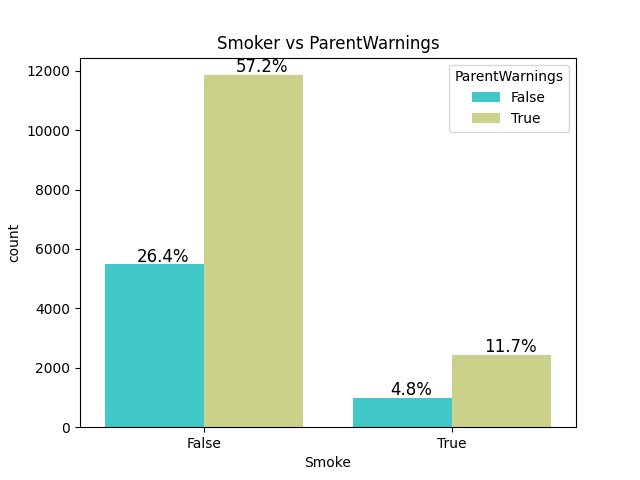 Smoker vs ParentWarnings
12000
10000
8000
6000
4000
2000
0
count
57.2%
26.4%
11.7%
4.8%
ParentWarnings
False
True
False
True
Smoke